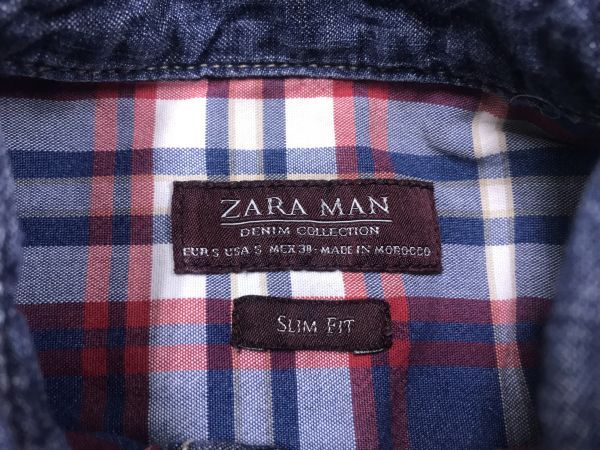 ZARA MAN
DENIM COLLECTION
EUR S USA S MEX 38 - MADE IN MOROCCO
SLIM FIT